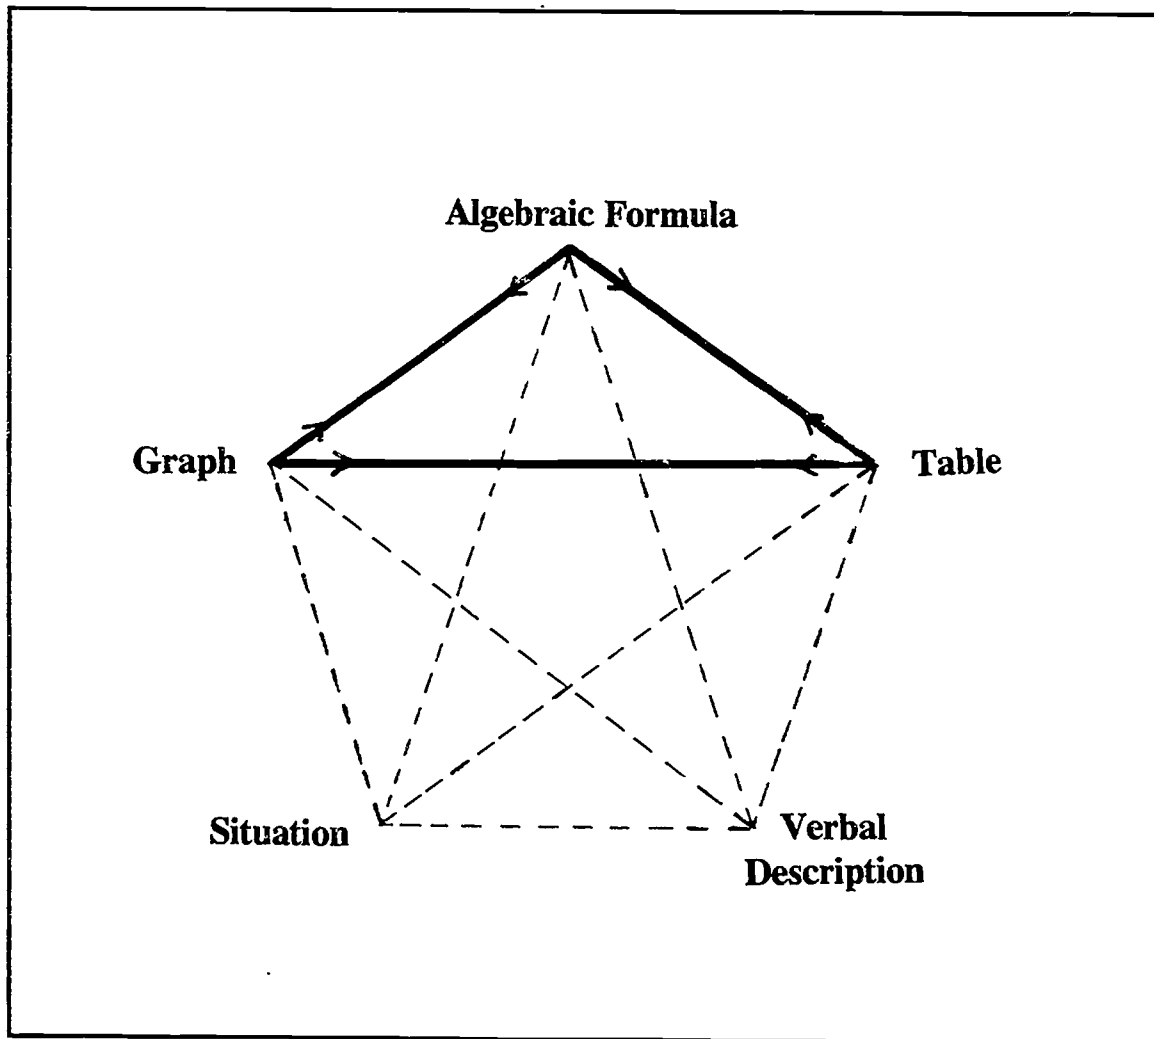 Algebraic Formula
Graph
Table
Situation
Verbal
Description